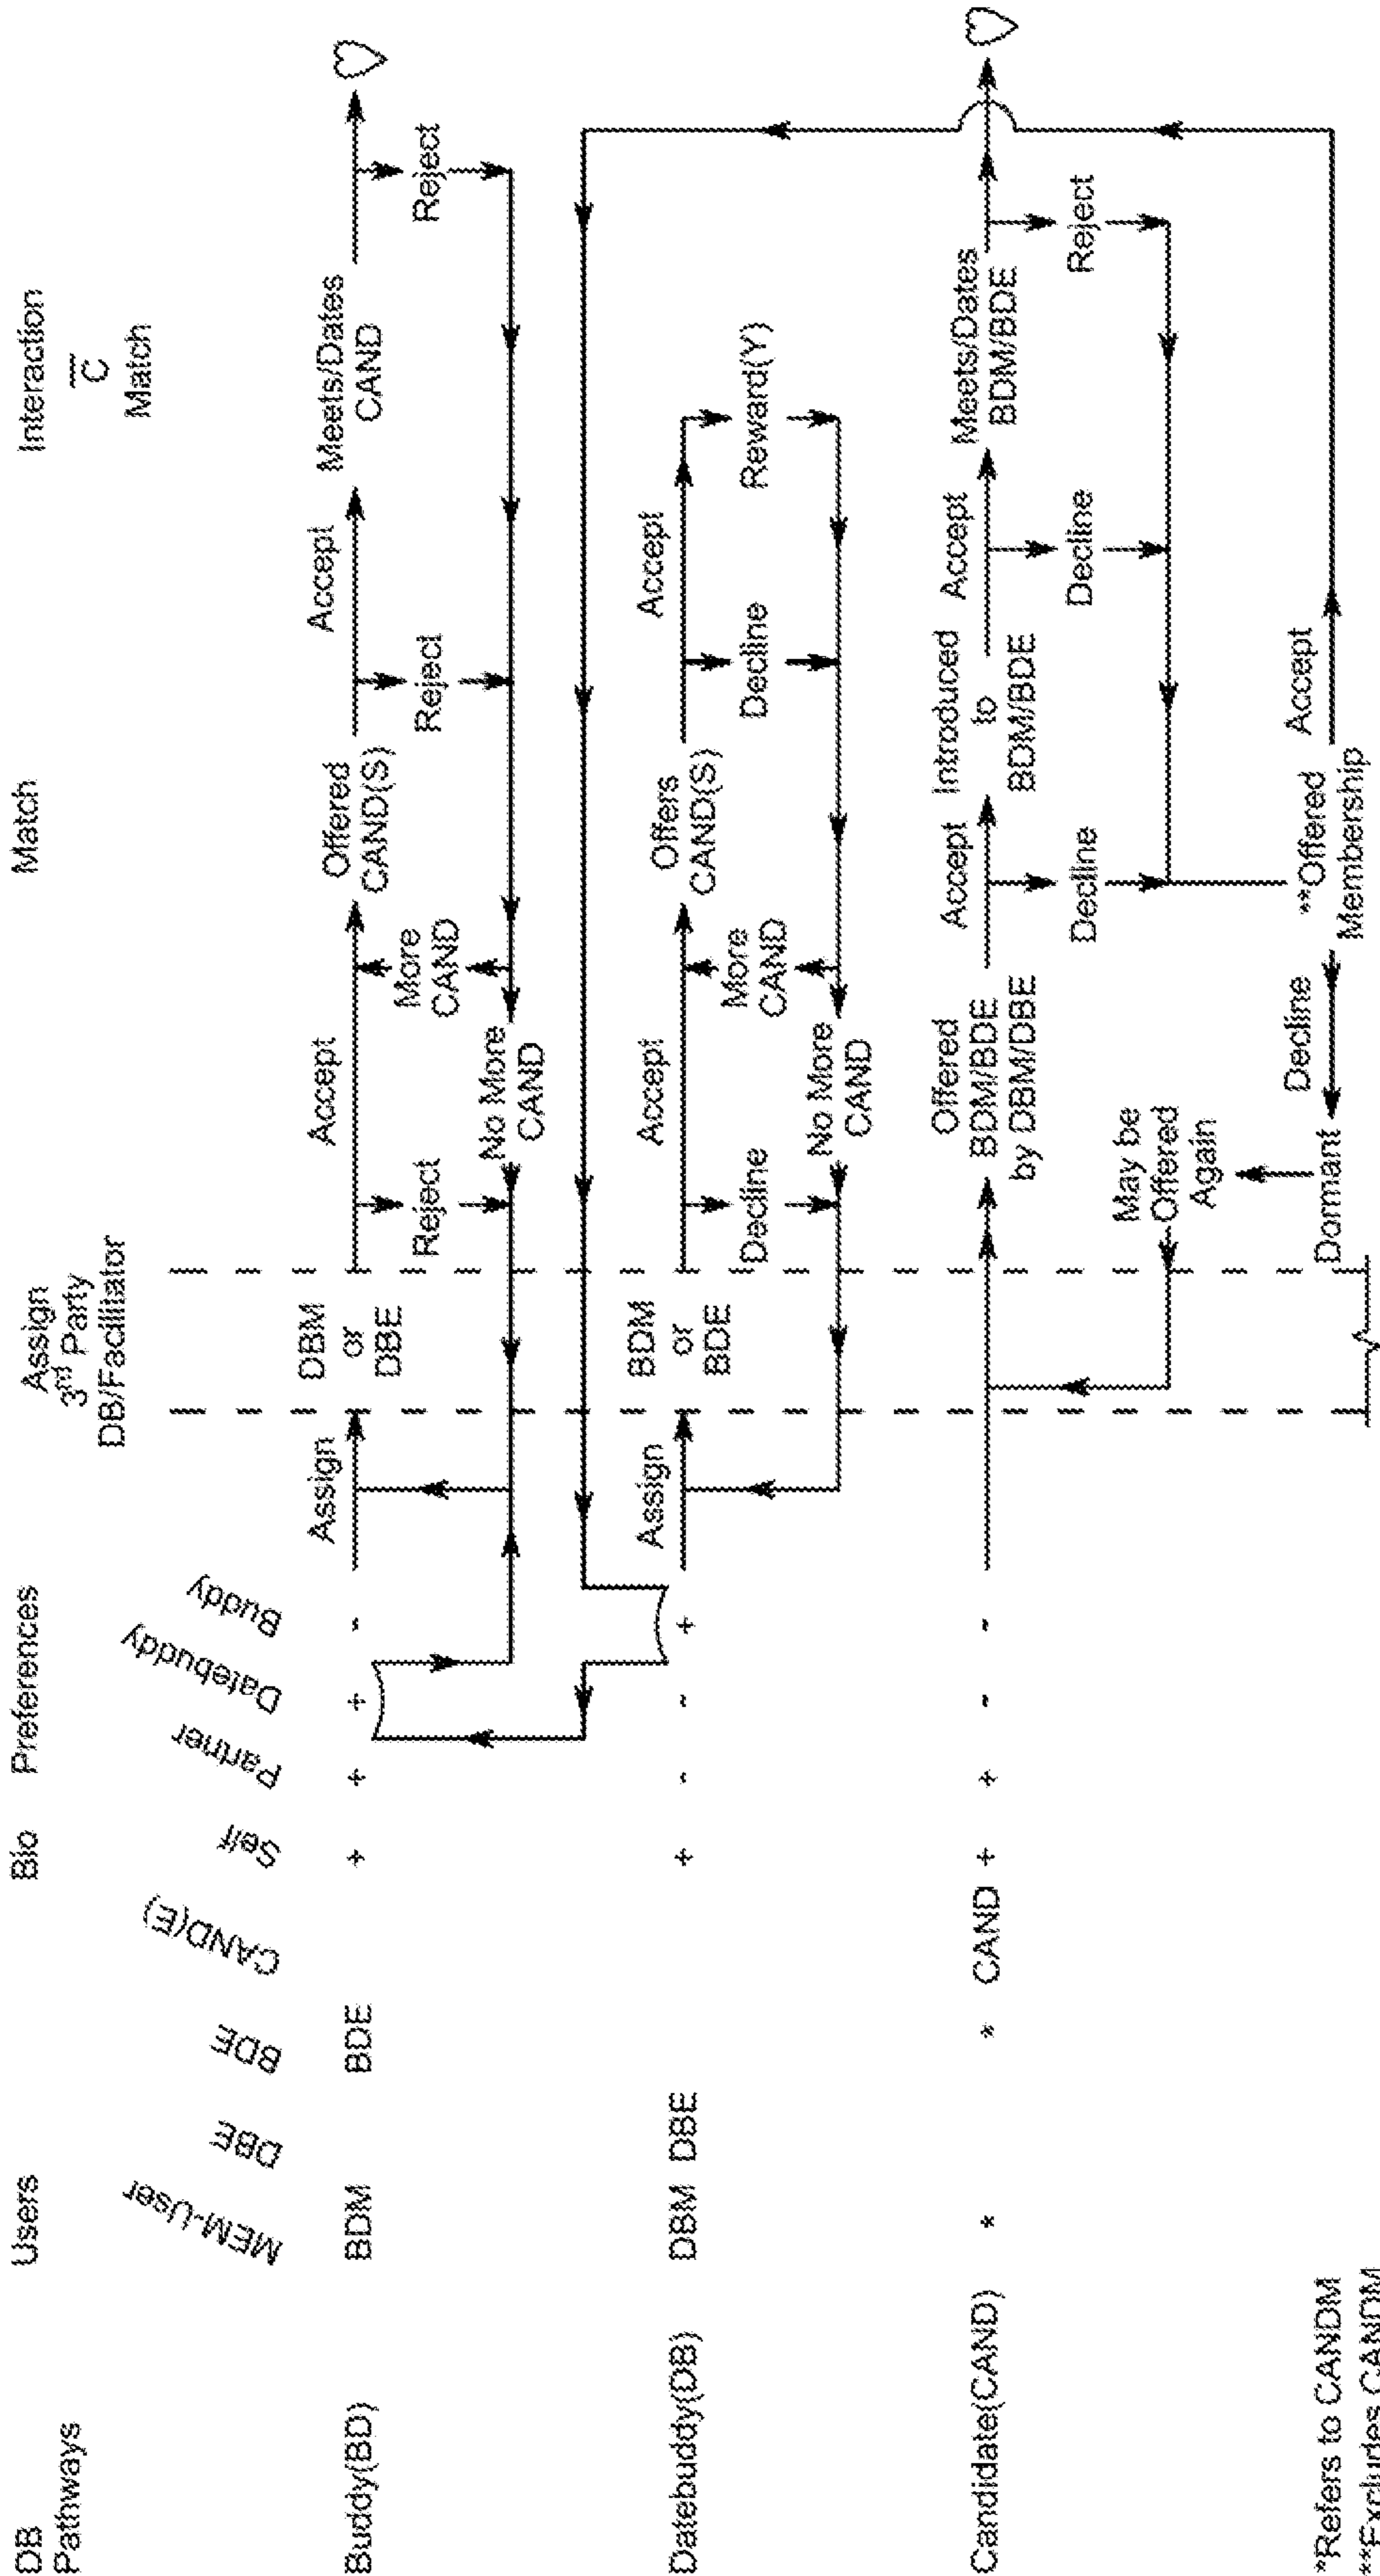 DB
Pathways
Users
Bio
Preferences
Assign
3rd Party
DB/Facilitator
Match
Interaction
C
Match
MEM-User
DBE
BDE
CAND(E)
Self
Partner
Datebuddy
Buddy
Buddy(BD)
BDM
BDE
+
+
+
-
Assign
DBM
or
DBE
Accept
Offered
CAND(S)
Accept
Meets/Dates
CAND
Reject
More
CAND
Reject
Reject
No More
CAND
Datebuddy(DB)
DBM
DBE
+
-
-
+
Assign
BDM
or
BDE
Accept
Offers
CAND(S)
Accept
Decline
More
CAND
Decline
Reward(Y)
No More
CAND
Candidate(CAND)
*
*
CAND
+
+
-
-
Offered
BDM/BDE
by DBM/DBE
Accept
Introduced
to
BDM/BDE
Accept
Meets/Dates
BDM/BDE
Decline
Decline
Reject
May be
Offered
Again
Dormant
Decline
**Offered
Membership
Accept
*Refers to CANDM
**Excludes CANDM